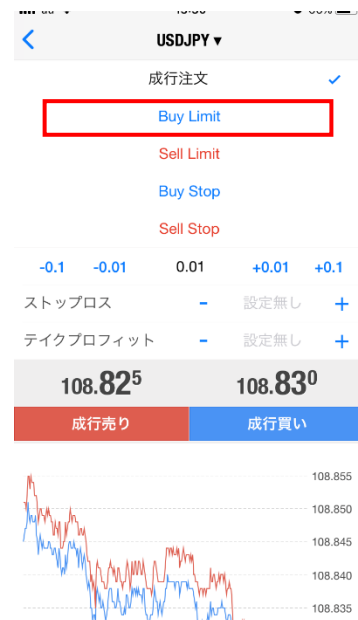 USDJPY ▾
成行注文 ✓
Buy Limit
Sell Limit
Buy Stop
Sell Stop
-0.1 -0.01 0.01 +0.01 +0.1
ストップロス - 設定無し +
テイクプロフィット - 設定無し +
108.825 108.830
成行売り 成行買い
108.855
108.850
108.845
108.840
108.835